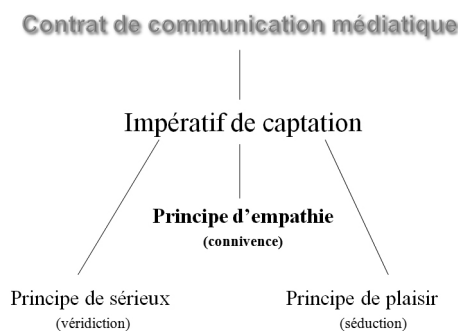 Contrat de communication médiatique
Impératif de captation
Principe d’empathie
(connivence)
Principe de sérieux
(véridiction)
Principe de plaisir
(séduction)